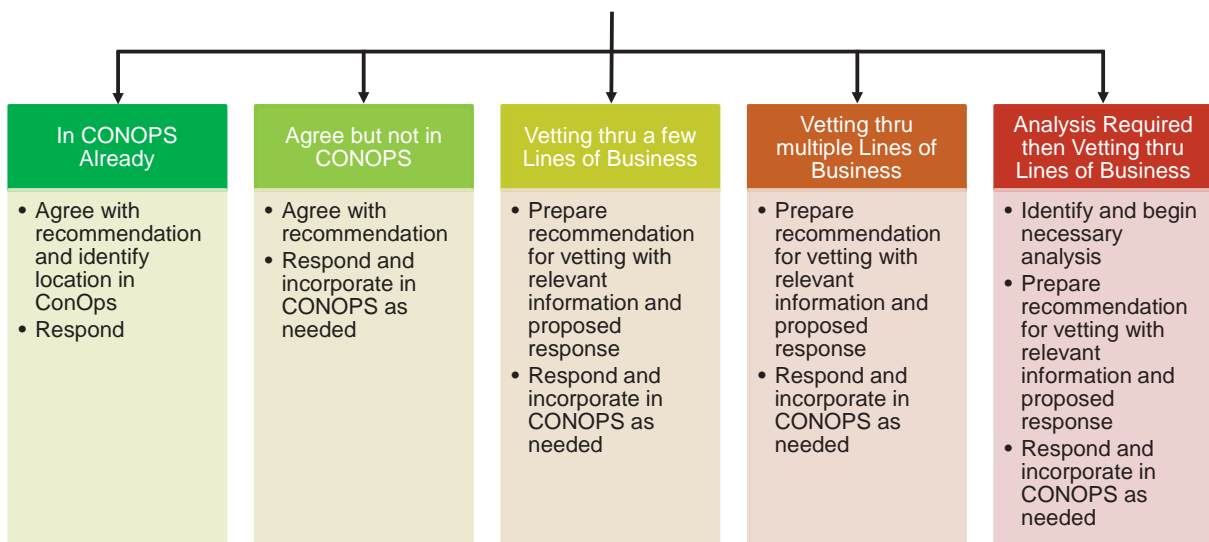 In CONOPS
Already
• Agree with
recommendation
and identify
location in
ConOps
• Respond
Agree but not in
CONOPS
• Agree with
recommendation
• Respond and
incorporate in
CONOPS as
needed
Vetting thru a few
Lines of Business
• Prepare
recommendation
for vetting with
relevant
information and
proposed
response
• Respond and
incorporate in
CONOPS as
needed
Vetting thru
multiple Lines of
Business
• Prepare
recommendation
for vetting with
relevant
information and
proposed
response
• Respond and
incorporate in
CONOPS as
needed
Analysis Required
then Vetting thru
Lines of Business
• Identify and begin
necessary
analysis
• Prepare
recommendation
for vetting with
relevant
information and
proposed
response
• Respond and
incorporate in
CONOPS as
needed